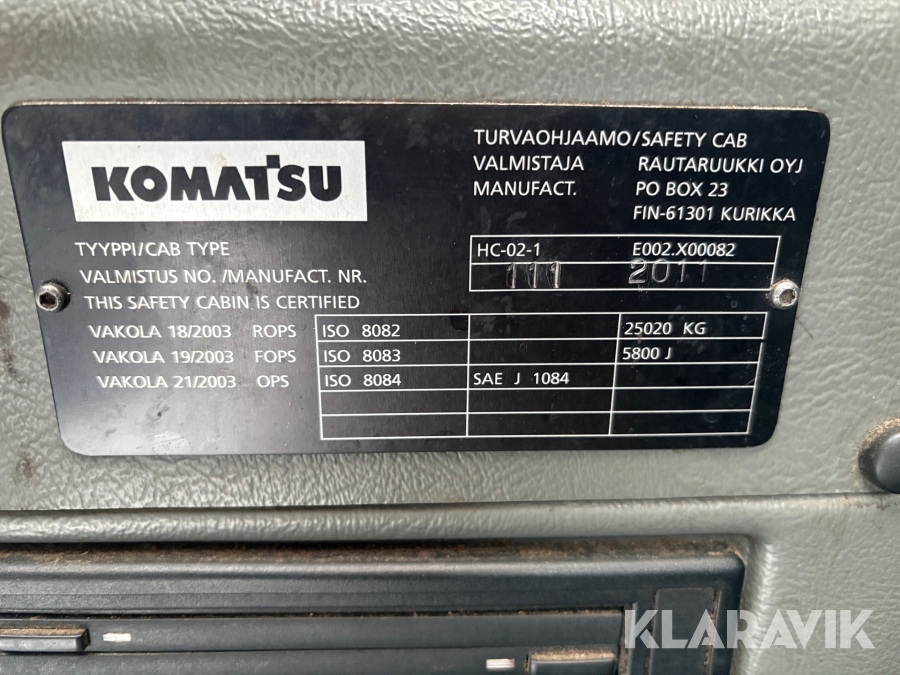 KOMATSU
TURVAOHJAAMO/SAFETY CAB
VALMISTAJA RAUTARUUKKI OYJ
MANUFACT. PO BOX 23
FIN-61301 KURIKKA
TYYPPI/CAB TYPE HC-02-1 E002.X00082
VALMISTUS NO. /MANUFACT. NR. 111 2011
THIS SAFETY CABIN IS CERTIFIED
VAKOLA 18/2003 ROPS ISO 8082 25020 KG
VAKOLA 19/2003 FOPS ISO 8083 5800 J
VAKOLA 21/2003 OPS ISO 8084 SAE J 1084
KLARAVIK